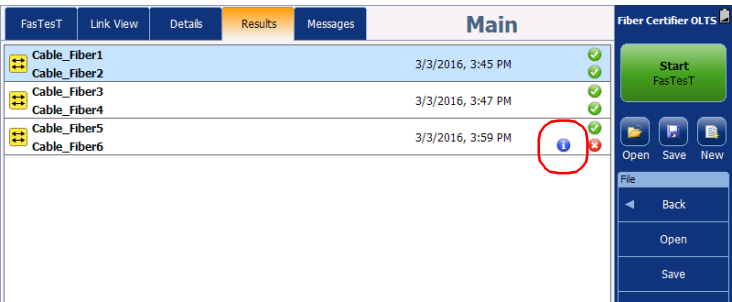 FasTesT Link View Details Results Messages Main Fiber Certifier OLTS
Cable_Fiber1
3/3/2016, 3:45 PM
Cable_Fiber2
Cable_Fiber3
3/3/2016, 3:47 PM
Cable_Fiber4
Cable_Fiber5
3/3/2016, 3:59 PM
Cable_Fiber6
Start
FasTesT
Open Save New
File
Back
Open
Save